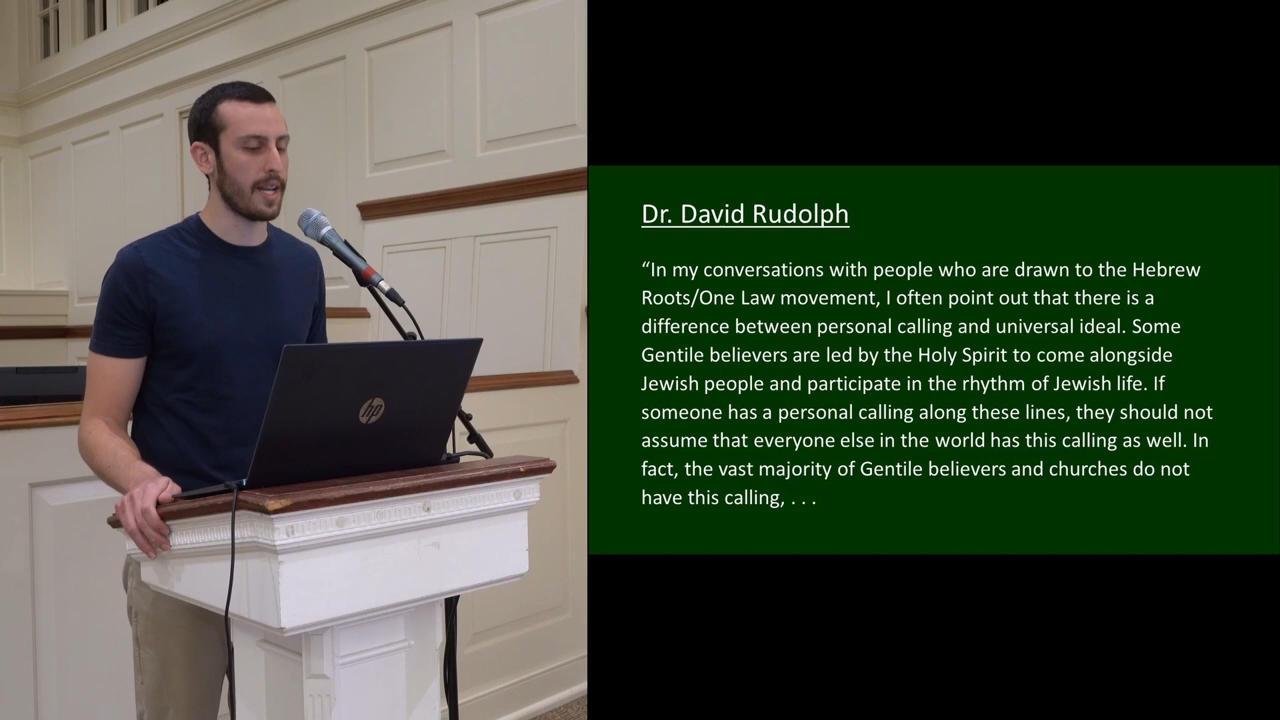 Dr. David Rudolph
“In my conversations with people who are drawn to the Hebrew
Roots/One Law movement, I often point out that there is a
difference between personal calling and universal ideal. Some
Gentile believers are led by the Holy Spirit to come alongside
Jewish people and participate in the rhythm of Jewish life. If
someone has a personal calling along these lines, they should not
assume that everyone else in the world has this calling as well. In
fact, the vast majority of Gentile believers and churches do not
have this calling, . . .
hp